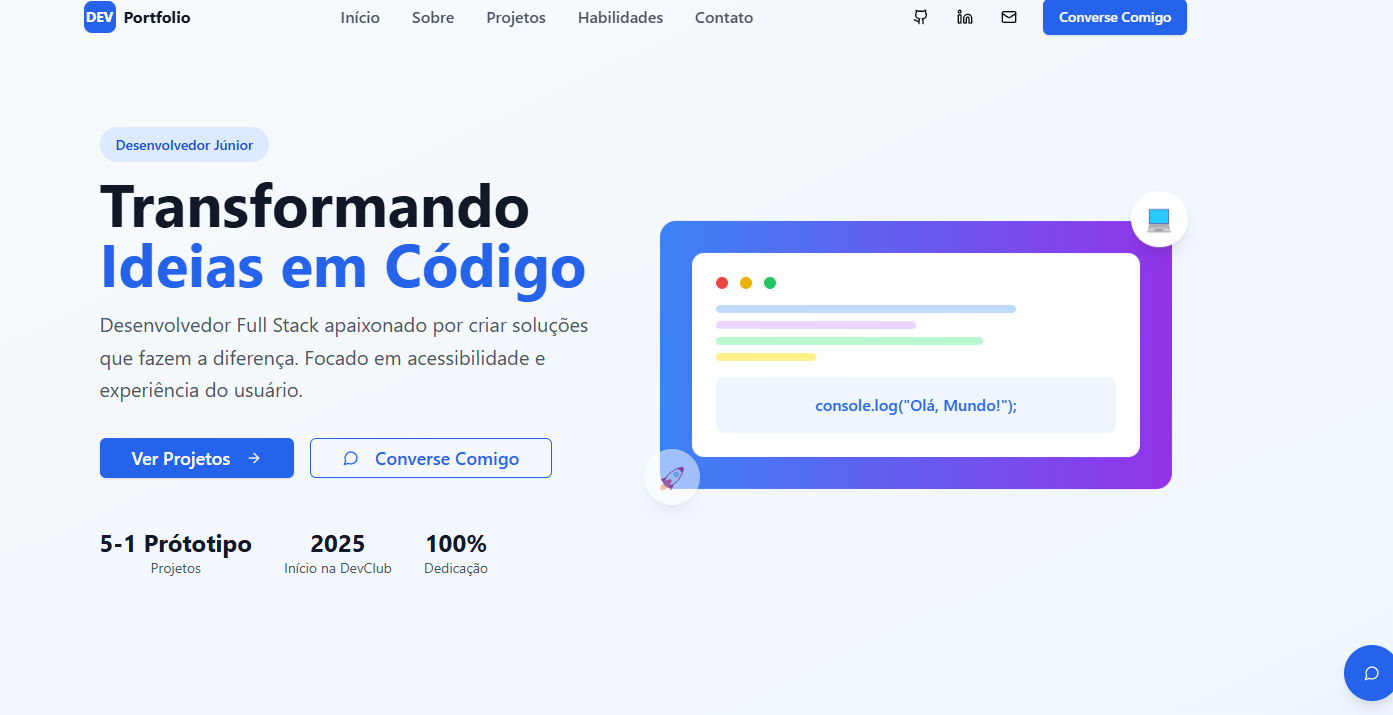 DEV Portfolio Início Sobre Projetos Habilidades Contato Converse Comigo
Desenvolvedor Júnior
Transformando
Ideias em Código
Desenvolvedor Full Stack apaixonado por criar soluções
que fazem a diferença. Focado em acessibilidade e
experiência do usuário.
Ver Projetos Converse Comigo
5-1 Prótotipo 2025 100%
Projetos Início na DevClub Dedicação
console.log("Olá, Mundo!");